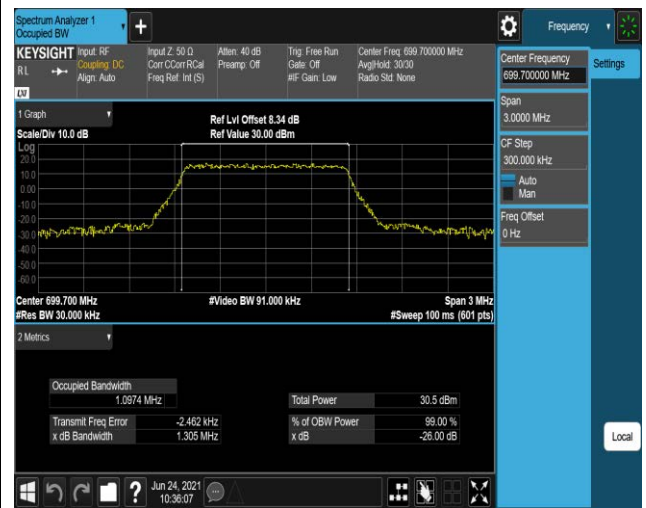 Spectrum Analyzer 1
Occupied BW
Frequency
KEYSIGHT
Input: RF
Input Z: 50 Ω
Atten: 40 dB
Trig: Free Run
Center Freq: 699.700000 MHz
RL
Coupling: DC
Corr CCorr RCal
Preamp: Off
Gate: Off
Avg|Hold: 30/30
Align: Auto
Freq Ref: Int (S)
#IF Gain: Low
Radio Std: None
LXI
Center Frequency
699.700000 MHz
Settings
Span
3.0000 MHz
CF Step
300.000 kHz
Auto
Man
Freq Offset
0 Hz
1 Graph
Ref Lvl Offset 8.34 dB
Scale/Div 10.0 dB
Ref Value 30.00 dBm
Log
20.0
10.0
0.00
-10.0
-20.0
-30.0
-40.0
-50.0
-60.0
Center 699.700 MHz
#Video BW 91.000 kHz
Span 3 MHz
#Res BW 30.000 kHz
#Sweep 100 ms (601 pts)
2 Metrics
Occupied Bandwidth
1.0974 MHz
Total Power
30.5 dBm
Transmit Freq Error
-2.462 kHz
% of OBW Power
99.00 %
x dB Bandwidth
1.305 MHz
x dB
-26.00 dB
Local
?
Jun 24, 2021
10:36:07